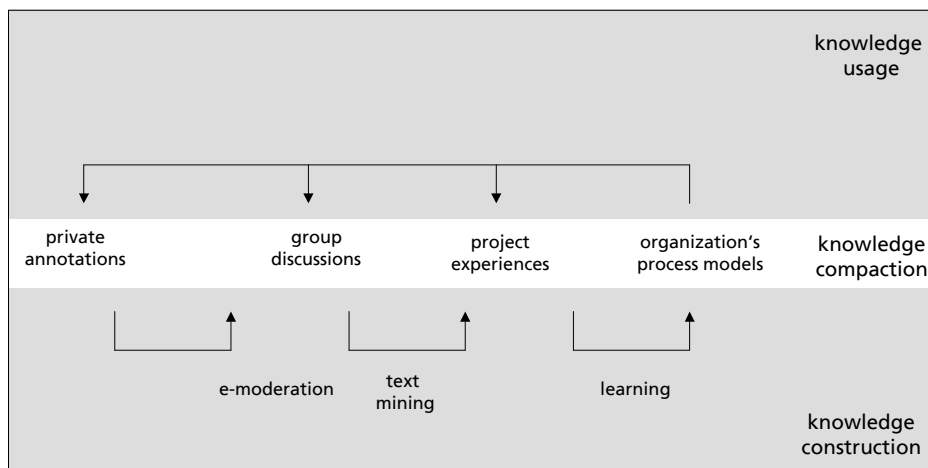 knowledge
usage
private
annotations
group
discussions
project
experiences
organization‘s
process models
knowledge
compaction
e-moderation
text
mining
learning
knowledge
construction